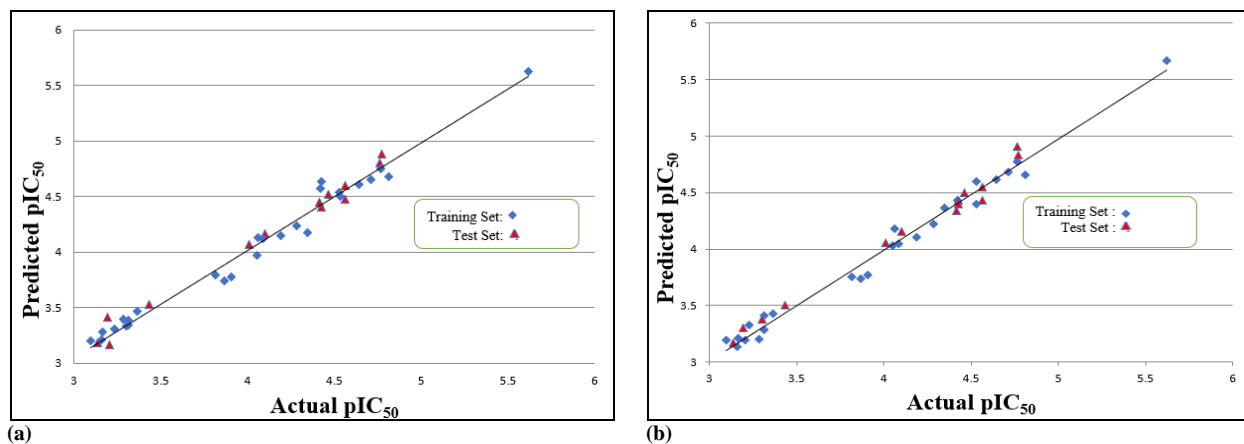 6
5.5
5
4.5
4
3.5
3
Predicted pIC50
Training Set:
Test Set:
3 3.5 4 4.5 5 5.5 6
Actual pIC50
(a)
6
5.5
5
4.5
4
3.5
3
Predicted pIC50
Training Set :
Test Set :
3 3.5 4 4.5 5 5.5 6
Actual pIC50
(b)